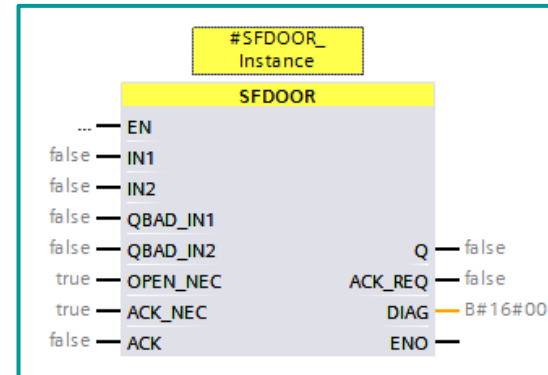 #SFDOOR_
Instance
SFDOOR
... EN
false IN1
false IN2
false QBAD_IN1
false QBAD_IN2 Q false
true OPEN_NEC ACK_REQ false
true ACK_NEC DIAG B#16#00
false ACK ENO